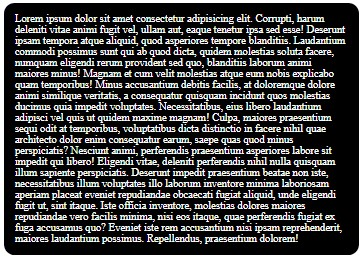 Lorem ipsum dolor sit amet consectetur adipisicing elit. Corrupti, harum
deleniti vitae animi fugit vel, ullam aut, eaque tenetur ipsa sed esse! Deserunt
ipsam tempora atque aliquid, quod asperiores tempore blanditiis. Laudantium
commodi possimus sunt qui ab quod dicta, quidem molestias soluta facere,
numquam eligendi rerum provident sed quo, blanditiis laborum animi
maiores minus! Magnam et cum velit molestias atque eum nobis explicabo
quam temporibus! Minus accusantium debitis facilis, at doloremque dolore
animi similique veritatis, a consequatur quisquam incidunt quos molestias
ducimus quia impedit voluptates. Necessitatibus, eius libero laudantium
adipisci vel quis ut quidem maxime magnam! Culpa, maiores praesentium
sequi odit at temporibus, voluptatibus dicta distinctio in facere nihil quae
architecto dolor enim consequatur earum, saepe quas quod minus
perspiciatis? Nesciunt animi, perferendis praesentium asperiores labore sit
impedit qui libero! Eligendi vitae, deleniti perferendis nihil nulla quisquam
illum sapiente perspiciatis. Deserunt impedit praesentium beatae non iste,
necessitatibus illum voluptates illo laborum inventore minima laboriosam
aperiam placeat eveniet repudiandae obcaecati fugiat aliquid, unde eligendi
fugit ut, sint itaque. Iste officia inventore, molestias dolores maiores
repudiandae vero facilis minima, nisi eos itaque, quae perferendis fugiat ex
fuga accusamus quo? Eveniet iste rem accusantium nisi ipsam reprehenderit,
maiores laudantium possimus. Repellendus, praesentium dolorem!